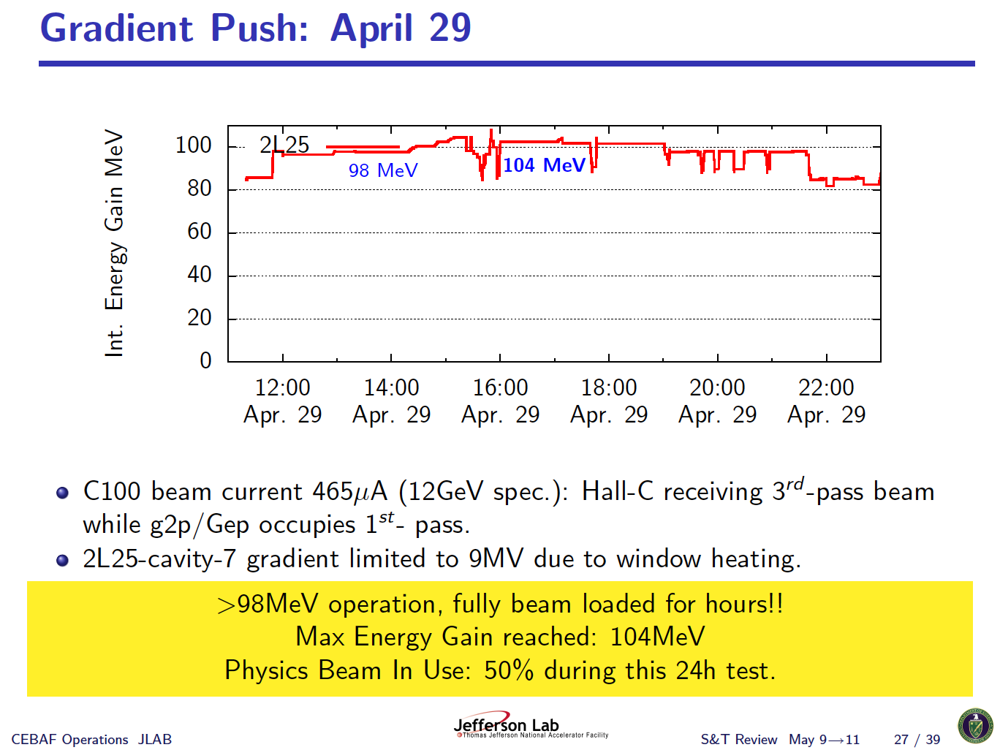 Gradient Push: April 29
Int. Energy Gain MeV
100
80
60
40
20
0
2L25
98 MeV
104 MeV
12:00 14:00 16:00 18:00 20:00 22:00
Apr. 29 Apr. 29 Apr. 29 Apr. 29 Apr. 29 Apr. 29
C100 beam current 465μA (12GeV spec.): Hall-C receiving 3rd-pass beam
while g2p/Gep occupies 1st- pass.
2L25-cavity-7 gradient limited to 9MV due to window heating.
>98MeV operation, fully beam loaded for hours!!
Max Energy Gain reached: 104MeV
Physics Beam In Use: 50% during this 24h test.
Jefferson Lab
Thomas Jefferson National Accelerator Facility
CEBAF Operations JLAB
S&T Review May 9→11 27 / 39